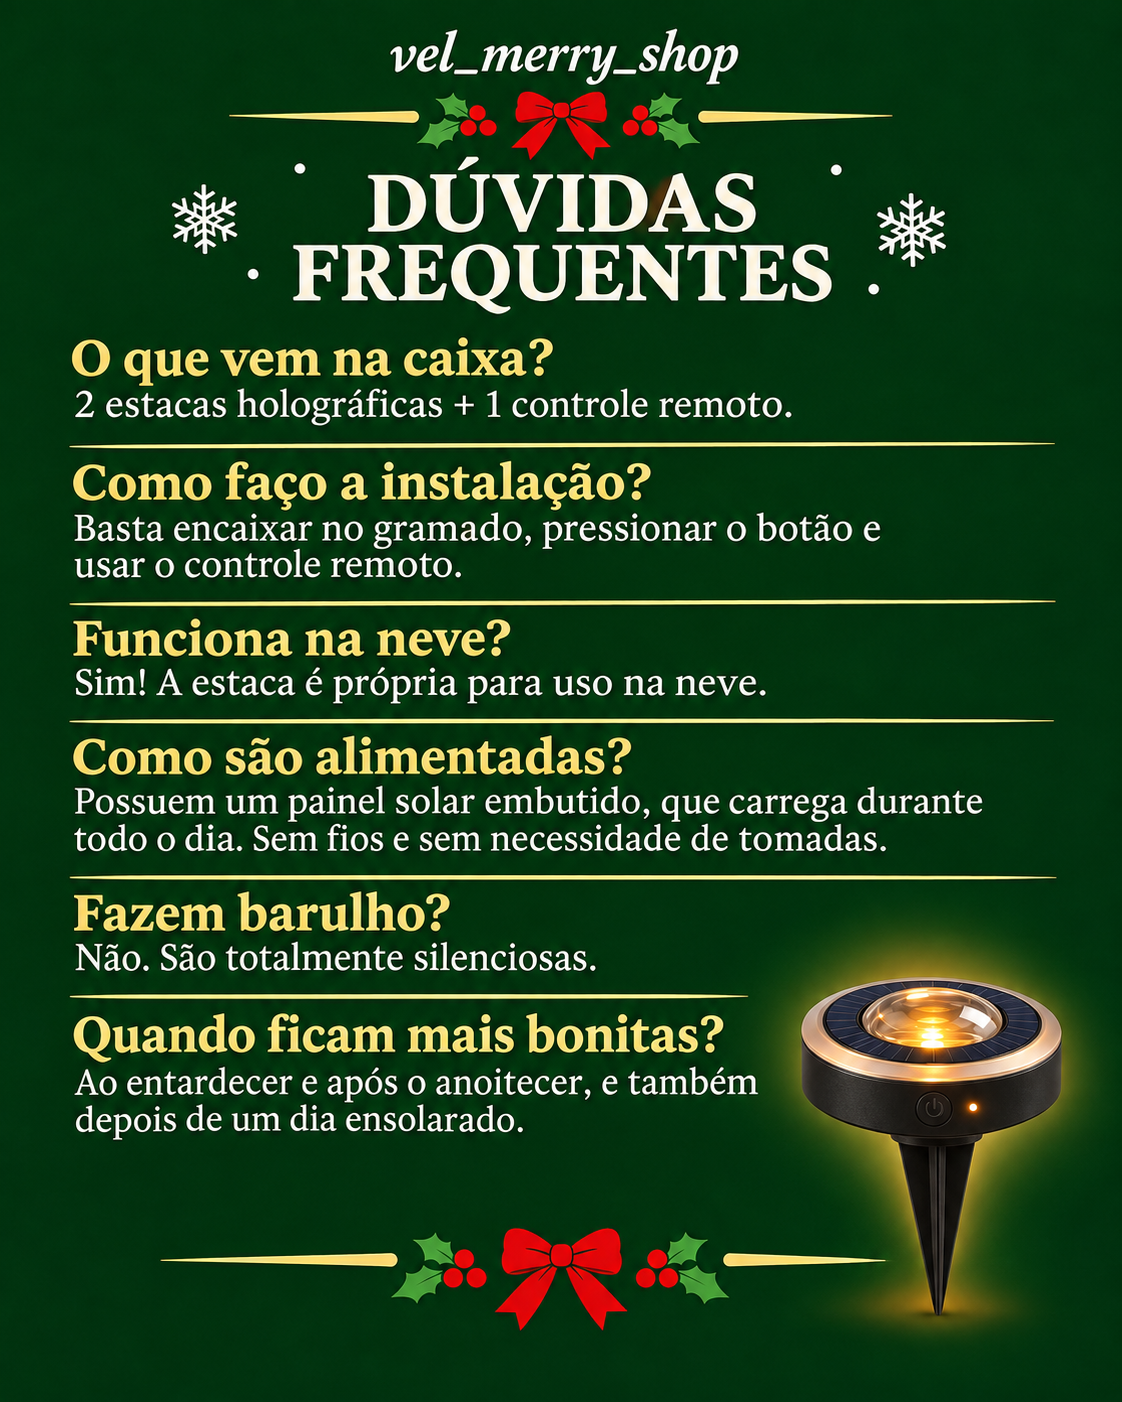 vel_merry_shop
DÚVIDAS
FREQUENTES
O que vem na caixa?
2 estacas holográficas + 1 controle remoto.
Como faço a instalação?
Basta encaixar no gramado, pressionar o botão e
usar o controle remoto.
Funciona na neve?
Sim! A estaca é própria para uso na neve.
Como são alimentadas?
Possuem um painel solar embutido, que carrega durante
todo o dia. Sem fios e sem necessidade de tomadas.
Fazem barulho?
Não. São totalmente silenciosas.
Quando ficam mais bonitas?
Ao entardecer e após o anoitecer, e também
depois de um dia ensolarado.